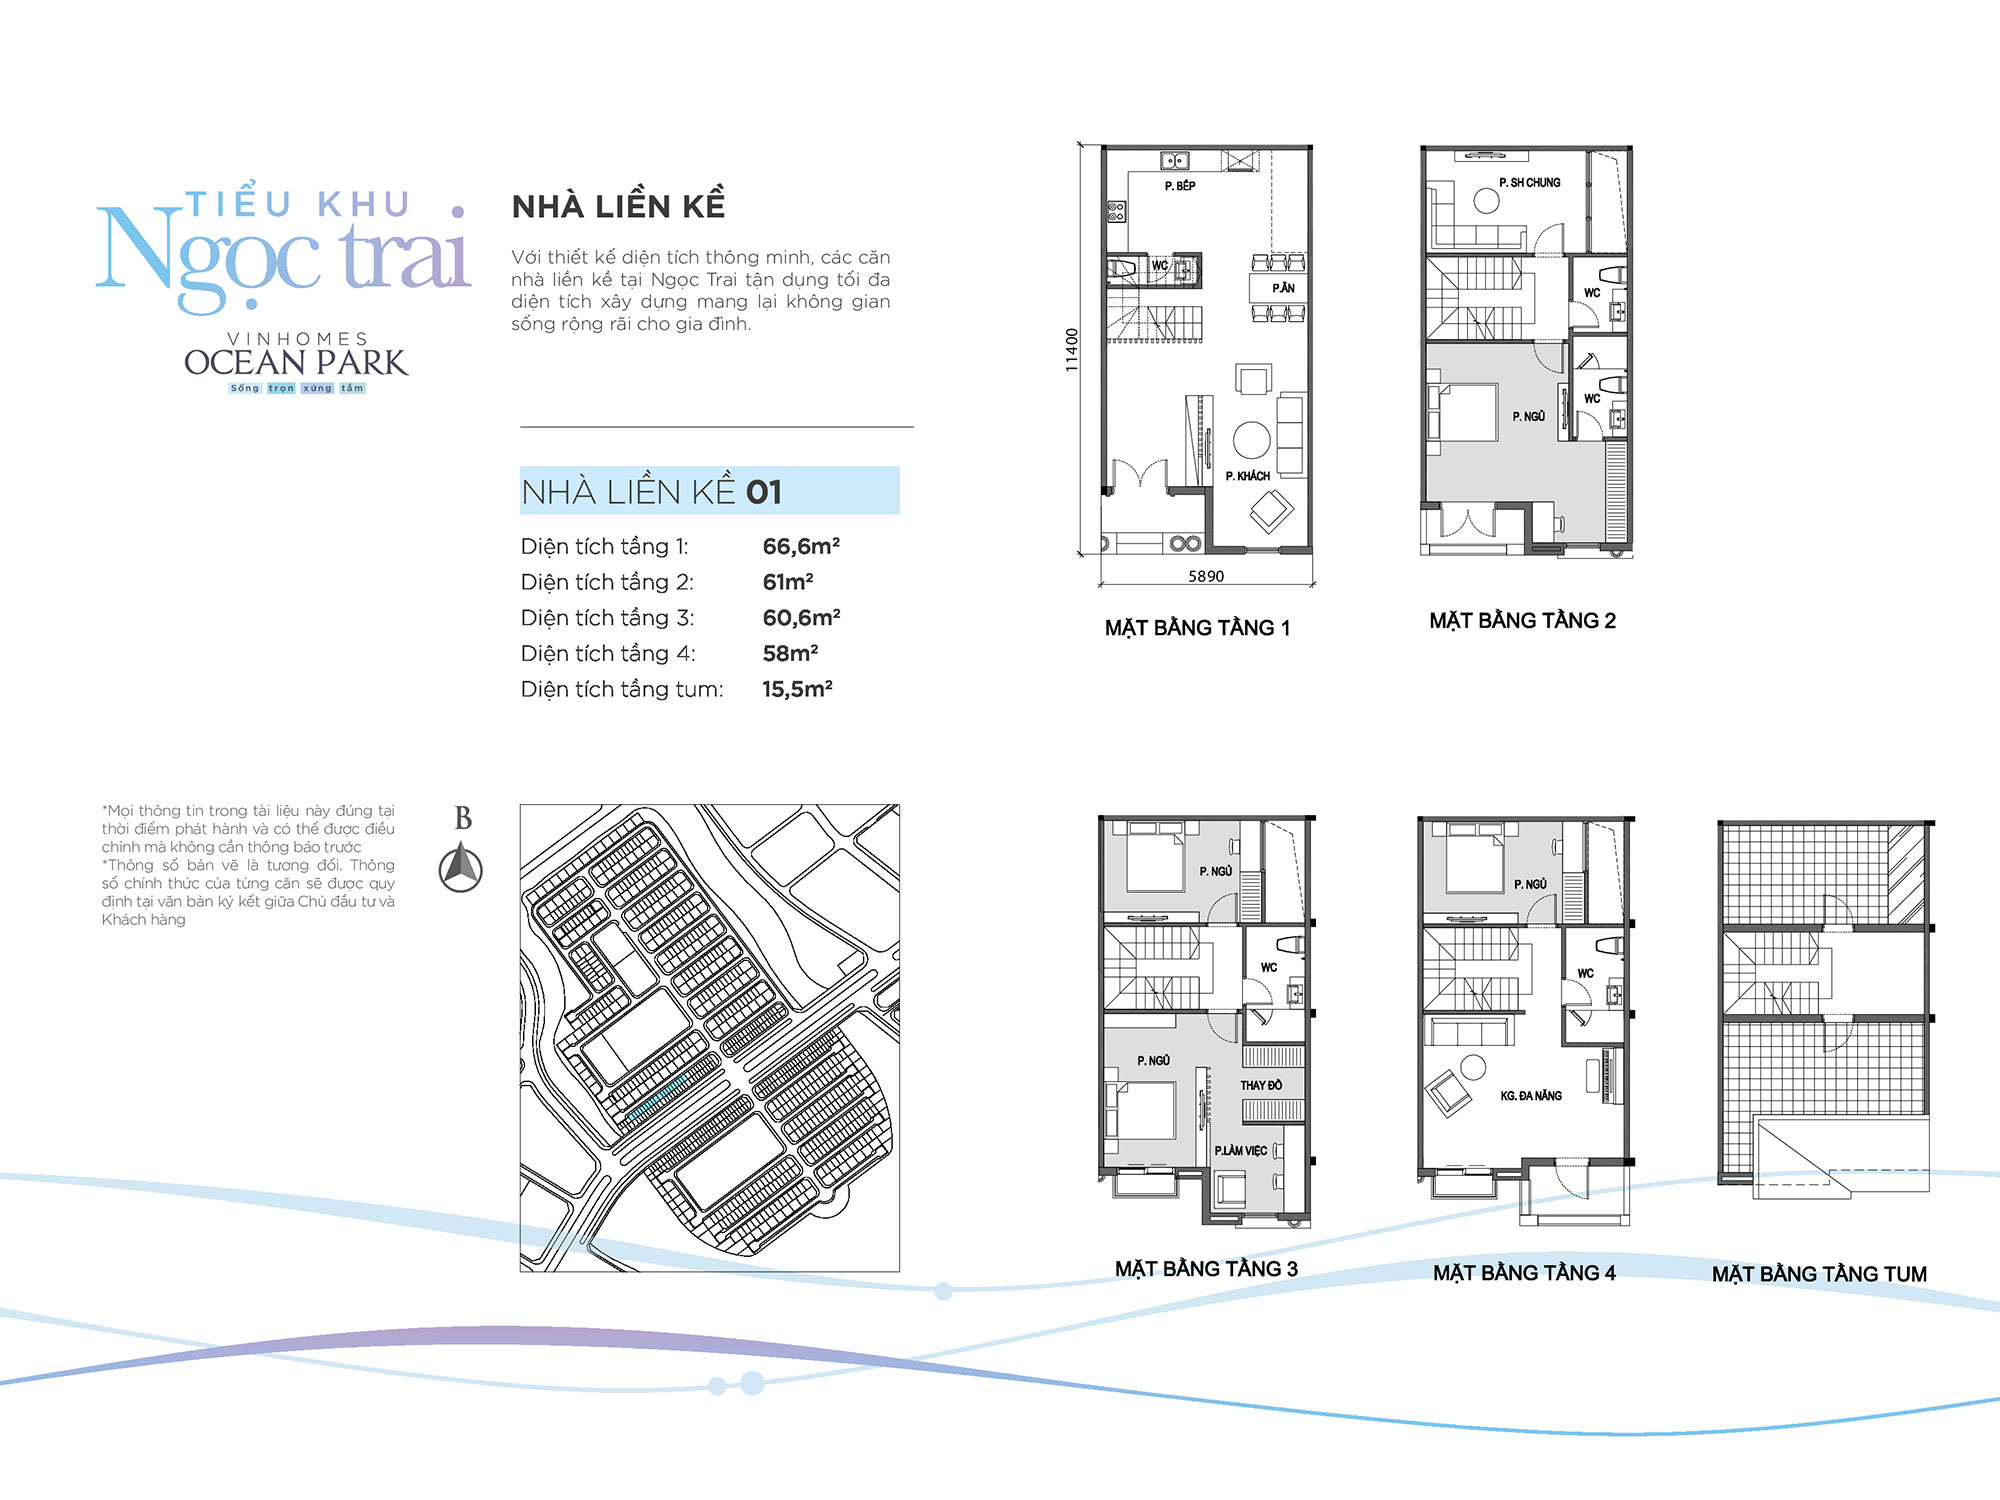 TIỂU KHU
Ngọc trai
VINHOMES
OCEAN PARK
Sống trọn xứng tầm
NHÀ LIỀN KỀ
Với thiết kế diện tích thông minh, các căn
nhà liền kề tại Ngọc Trai tận dụng tối đa
diện tích xây dựng mang lại không gian
sống rộng rãi cho gia đình.
NHÀ LIỀN KỀ 01
Diện tích tầng 1: 66,6m²
Diện tích tầng 2: 61m²
Diện tích tầng 3: 60,6m²
Diện tích tầng 4: 58m²
Diện tích tầng tum: 15,5m²
*Mọi thông tin trong tài liệu này đúng tại
thời điểm phát hành và có thể được điều
chỉnh mà không cần thông báo trước
*Thông số bản vẽ là tương đối. Thông
số chính thức của từng căn sẽ được quy
định tại văn bản ký kết giữa Chủ đầu tư và
Khách hàng
B
P. BẾP
WC
P.ĂN
P. KHÁCH
11400
5890
MẶT BẰNG TẦNG 1
P. SH CHUNG
WC
WC
P. NGỦ
MẶT BẰNG TẦNG 2
P. NGỦ
WC
P. NGỦ
THAY ĐỒ
P.LÀM VIỆC
MẶT BẰNG TẦNG 3
P. NGỦ
WC
KG. ĐA NĂNG
MẶT BẰNG TẦNG 4
MẶT BẰNG TẦNG TUM